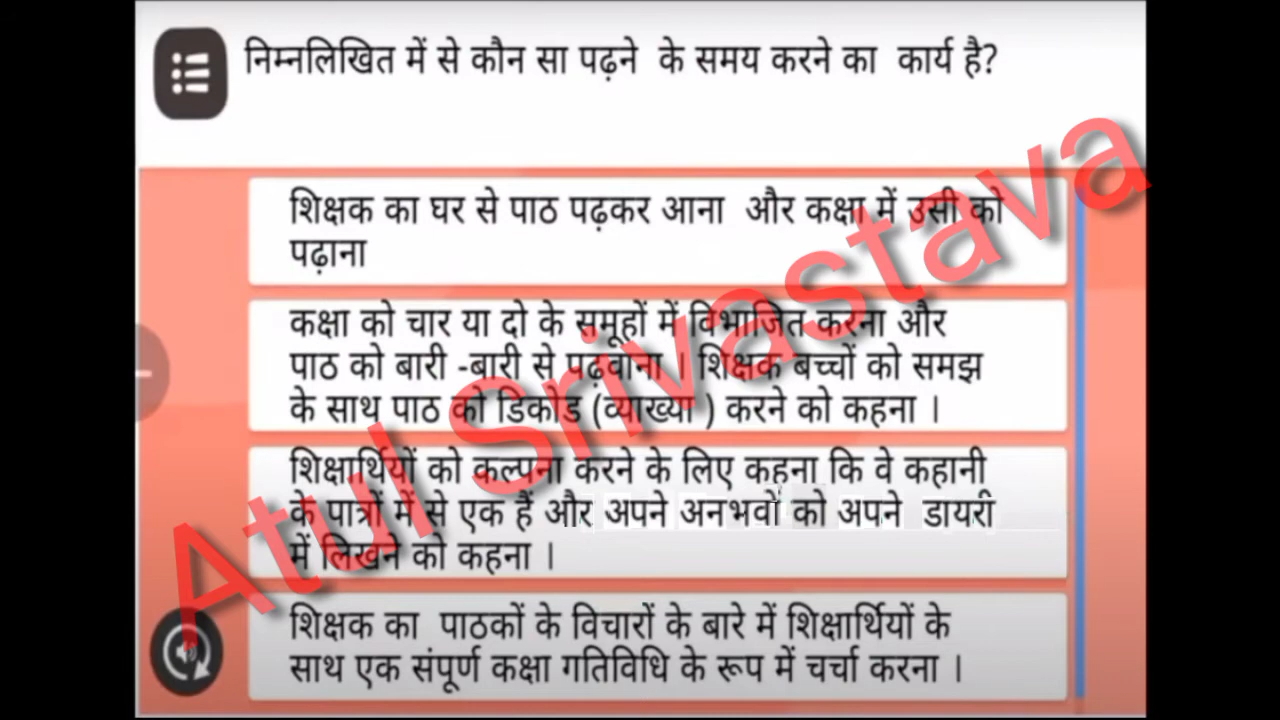 निम्नलिखित में से कौन सा पढ़ने के समय करने का कार्य है?
शिक्षक का घर से पाठ पढ़कर आना और कक्षा में उसी को
पढ़ाना
कक्षा को चार या दो के समूहों में विभाजित करना और
पाठ को बारी -बारी से पढ़वाना । शिक्षक बच्चों को समझ
के साथ पाठ को डिकोड (व्याख्या ) करने को कहना ।
शिक्षार्थियों को कल्पना करने के लिए कहना कि वे कहानी
के पात्रों में से एक हैं और अपने अनभवों को अपने डायरी
में लिखने को कहना ।
शिक्षक का पाठकों के विचारों के बारे में शिक्षार्थियों के
साथ एक संपूर्ण कक्षा गतिविधि के रूप में चर्चा करना ।
Atul Srivastava